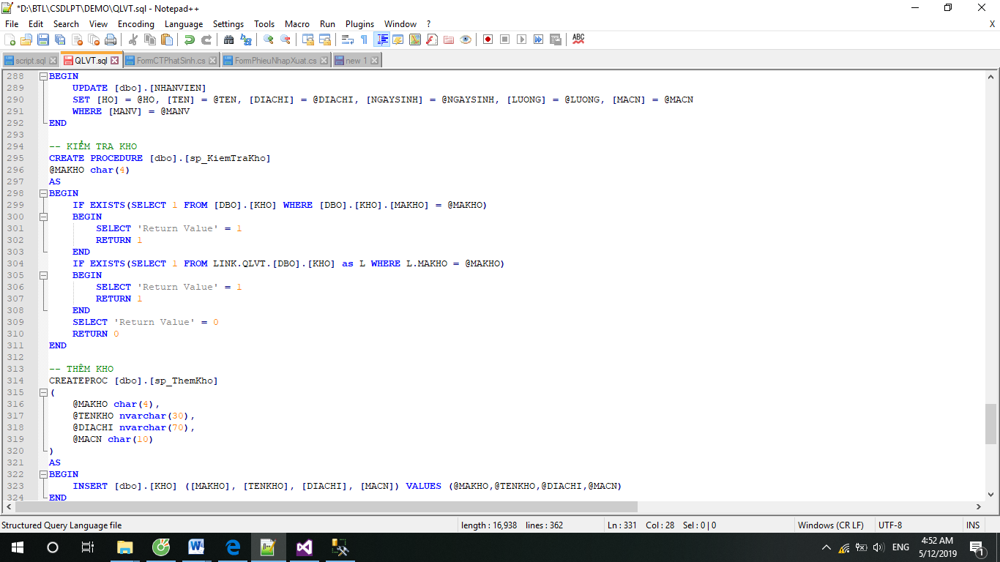 *D:\BTL\CSDLPT\DEMO\QLVT.sql - Notepad++
File Edit Search View Encoding Language Settings Tools Macro Run Plugins Window ? X
script.sql QLVT.sql FormCTPhatSinh.cs FormPhieuNhapXuat.cs new 1
288 BEGIN
289 UPDATE [dbo].[NHANVIEN]
290 SET [HO] = @HO, [TEN] = @TEN, [DIACHI] = @DIACHI, [NGAYSINH] = @NGAYSINH, [LUONG] = @LUONG, [MACN] = @MACN
291 WHERE [MANV] = @MANV
292 END
293
294 -- KIỂM TRA KHO
295 CREATE PROCEDURE [dbo].[sp_KiemTraKho]
296 @MAKHO char(4)
297 AS
298 BEGIN
299 IF EXISTS(SELECT 1 FROM [DBO].[KHO] WHERE [DBO].[KHO].[MAKHO] = @MAKHO)
300 BEGIN
301 SELECT 'Return Value' = 1
302 RETURN 1
303 END
304 IF EXISTS(SELECT 1 FROM LINK.QLVT.[DBO].[KHO] as L WHERE L.MAKHO = @MAKHO)
305 BEGIN
306 SELECT 'Return Value' = 1
307 RETURN 1
308 END
309 SELECT 'Return Value' = 0
310 RETURN 0
311 END
312
313 -- THÊM KHO
314 CREATEPROC [dbo].[sp_ThemKho]
315 (
316 @MAKHO char(4),
317 @TENKHO nvarchar(30),
318 @DIACHI nvarchar(70),
319 @MACN char(10)
320 )
321 AS
322 BEGIN
323 INSERT [dbo].[KHO] ([MAKHO], [TENKHO], [DIACHI], [MACN]) VALUES (@MAKHO,@TENKHO,@DIACHI,@MACN)
324 END
Structured Query Language file length : 16,938 lines : 362 Ln : 331 Col : 28 Sel : 0 | 0 Windows (CR LF) UTF-8 INS
ENG 4:52 AM
5/12/2019 1